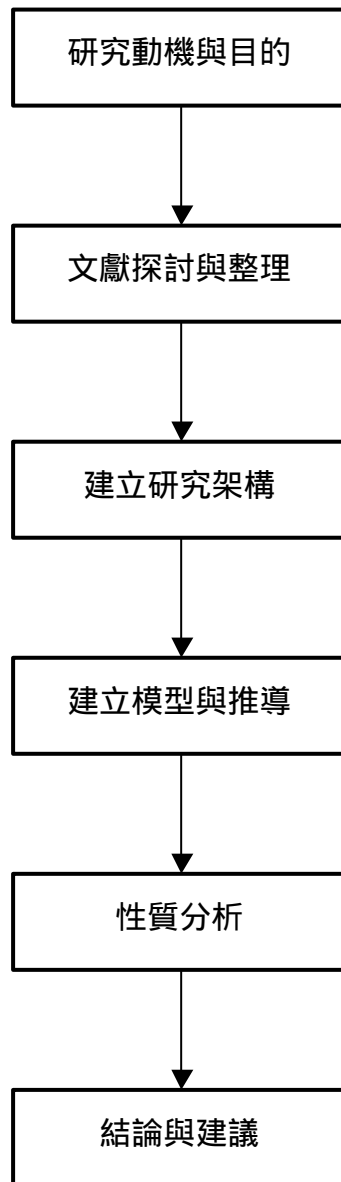 研究動機與目的
文獻探討與整理
建立研究架構
建立模型與推導
性質分析
結論與建議